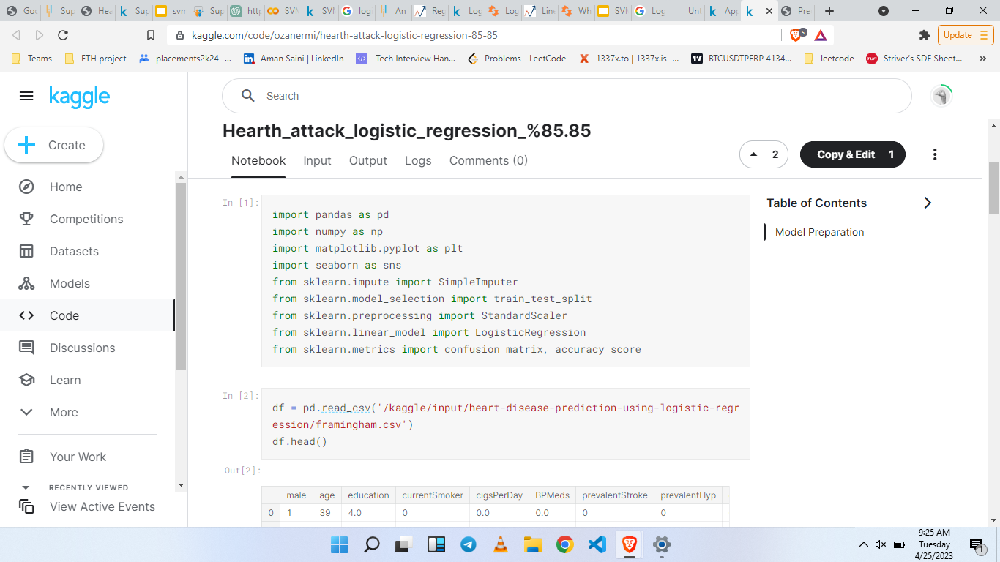 Goo
Sup
Hea
Sup
svm
Sup
http
SVM
SVM
log
An
Reg
Log
Log
Line
Wh
SVM
Log
Unt
App
Pre
kaggle.com/code/ozanermi/hearth-attack-logistic-regression-85-85
5
Update
Teams
ETH project
placements2k24 -...
Aman Saini | LinkedIn
Tech Interview Han...
Problems - LeetCode
1337x.to | 1337x.is -...
BTCUSDTPERP 4134...
leetcode
Striver's SDE Sheet...
»
kaggle
Search
Create
Home
Competitions
Datasets
Models
Code
Discussions
Learn
More
Your Work
RECENTLY VIEWED
View Active Events
Hearth_attack_logistic_regression_%85.85
Notebook Input Output Logs Comments (0)
2
Copy & Edit 1
In [1]:
import pandas as pd
import numpy as np
import matplotlib.pyplot as plt
import seaborn as sns
from sklearn.impute import SimpleImputer
from sklearn.model_selection import train_test_split
from sklearn.preprocessing import StandardScaler
from sklearn.linear_model import LogisticRegression
from sklearn.metrics import confusion_matrix, accuracy_score
In [2]:
df = pd.read_csv('/kaggle/input/heart-disease-prediction-using-logistic-regr
ession/framingham.csv')
df.head()
Out[2]:
male age education currentSmoker cigsPerDay BPMeds prevalentStroke prevalentHyp
0 1 39 4.0 0 0.0 0.0 0 0
Table of Contents
Model Preparation
9:25 AM
Tuesday
4/25/2023
1